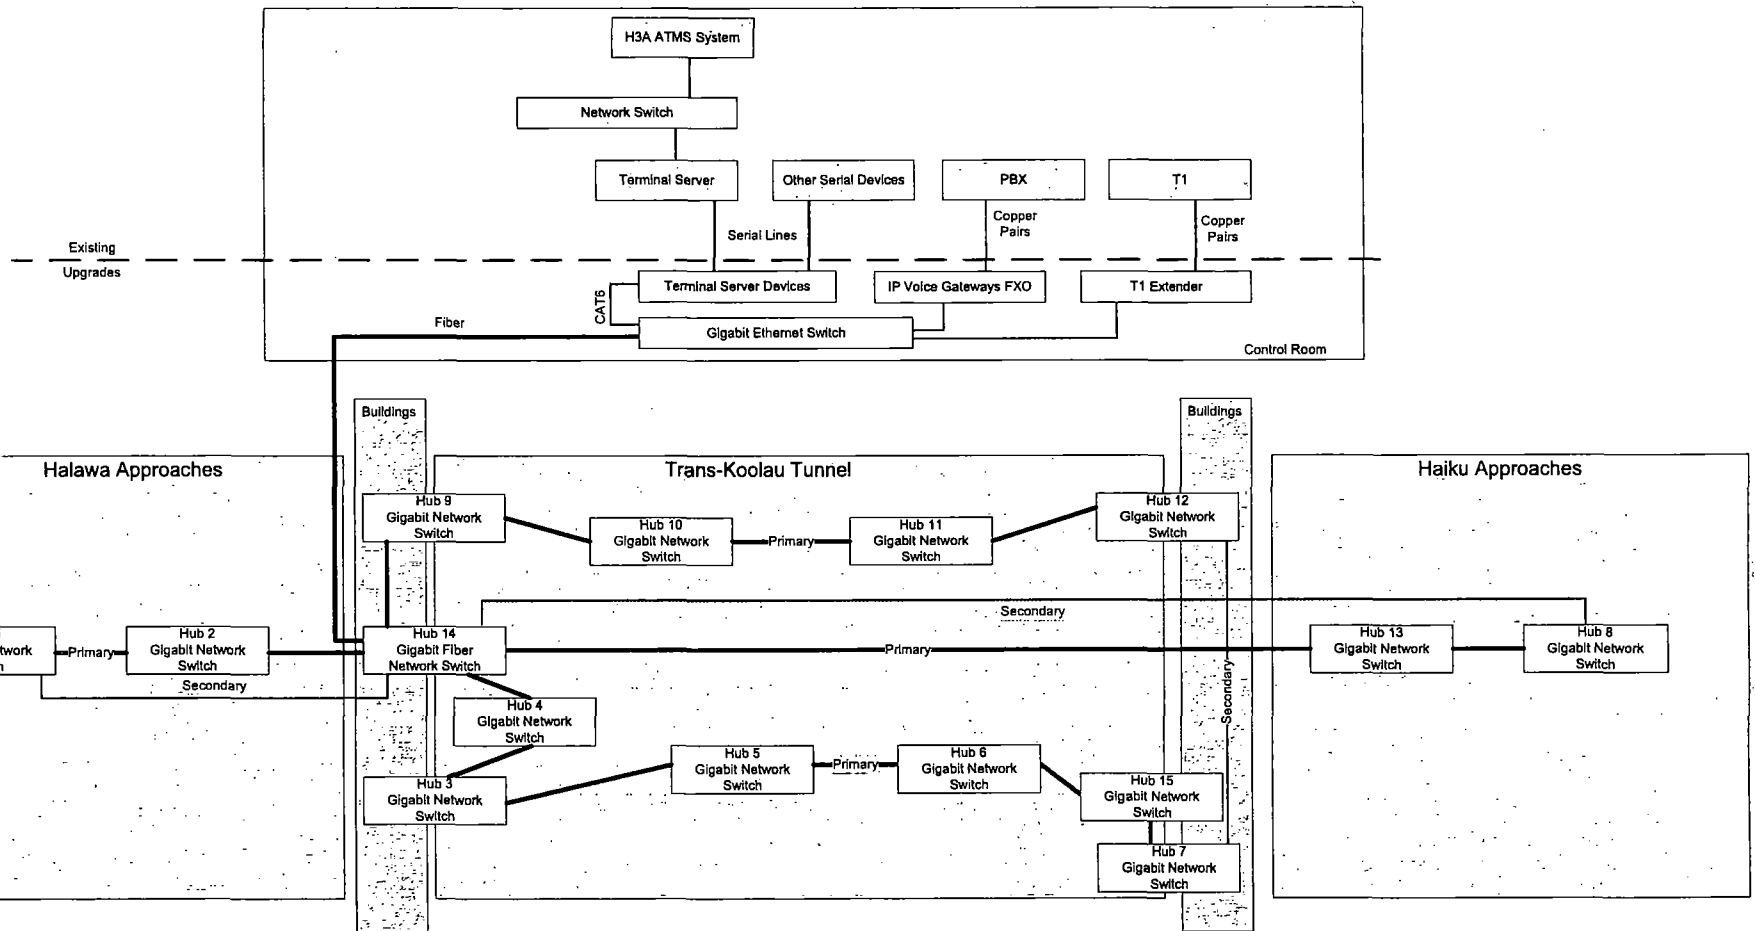 H3A ATMS System
Network Switch
Terminal Server
Other Serial Devices
PBX
T1
Serial Lines
Copper
Pairs
Copper
Pairs
Existing
Upgrades
Terminal Server Devices
IP Voice Gateways FXO
T1 Extender
CAT6
Fiber
Gigabit Ethernet Switch
Control Room
Buildings
Buildings
Halawa Approaches
Trans-Koolau Tunnel
Haiku Approaches
Hub 9
Gigabit Network
Switch
Hub 10
Gigabit Network
Switch
Primary
Hub 11
Gigabit Network
Switch
Hub 12
Gigabit Network
Switch
Secondary
Primary
Hub 2
Gigabit Network
Switch
Hub 14
Gigabit Fiber
Network Switch
Primary
Hub 13
Gigabit Network
Switch
Hub 8
Gigabit Network
Switch
Secondary
Secondary
Hub 4
Gigabit Network
Switch
Hub 3
Gigabit Network
Switch
Hub 5
Gigabit Network
Switch
Primary
Hub 6
Gigabit Network
Switch
Hub 15
Gigabit Network
Switch
Hub 7
Gigabit Network
Switch